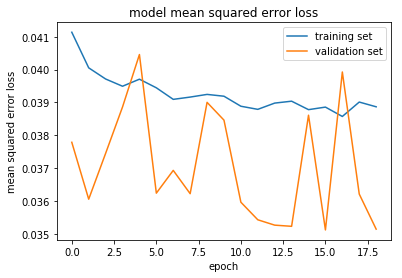 model mean squared error loss
training set
validation set
mean squared error loss
0.041
0.040
0.039
0.038
0.037
0.036
0.035
0.0 2.5 5.0 7.5 10.0 12.5 15.0 17.5
epoch